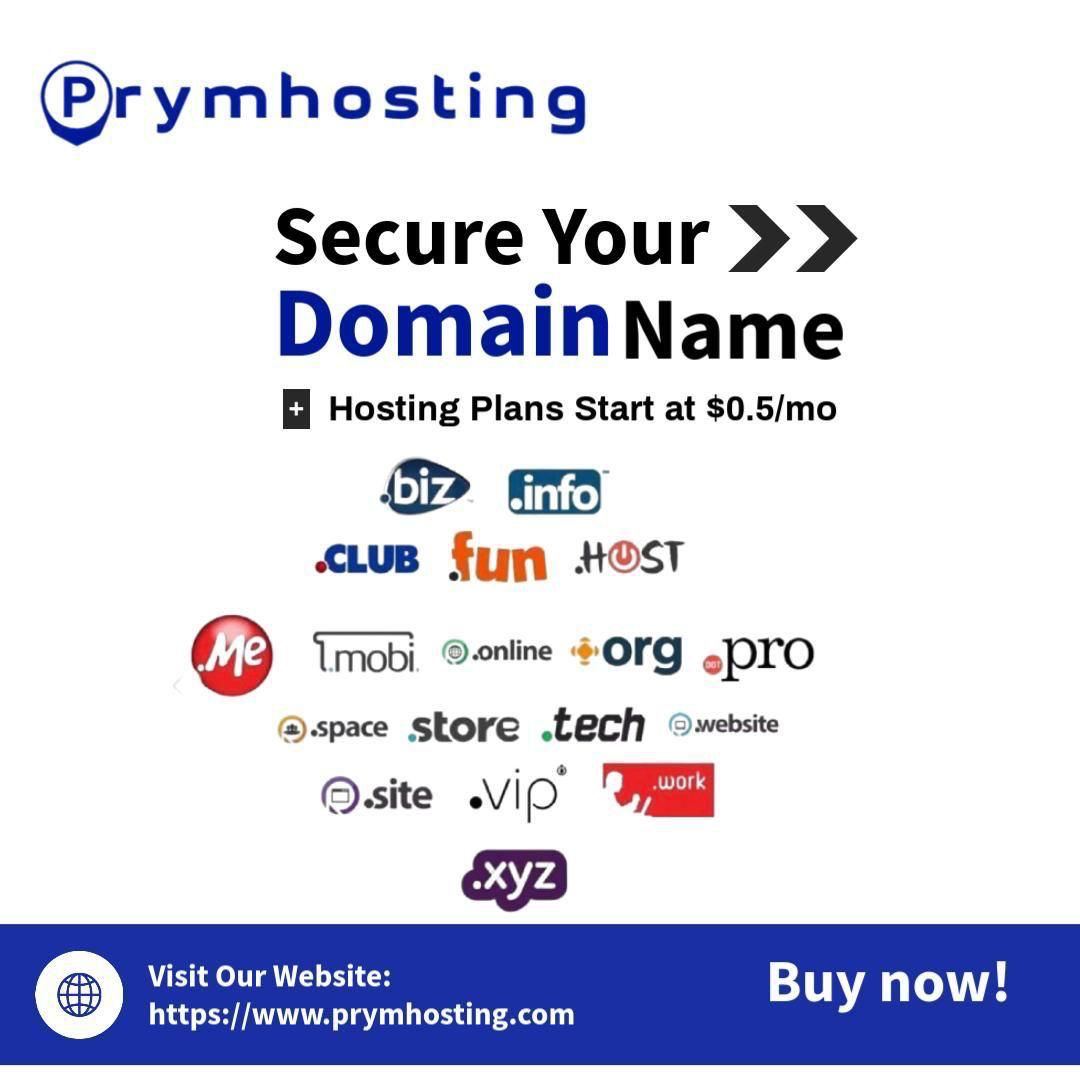 Prymhosting
Secure Your
Domain Name
+ Hosting Plans Start at $0.5/mo
.biz .info
.CLUB .fun .HOST
.Me .mobi .online .org DOT .pro
.space .store .tech .website
.site .vip .work
.xyz
Visit Our Website:
https://www.prymhosting.com
Buy now!